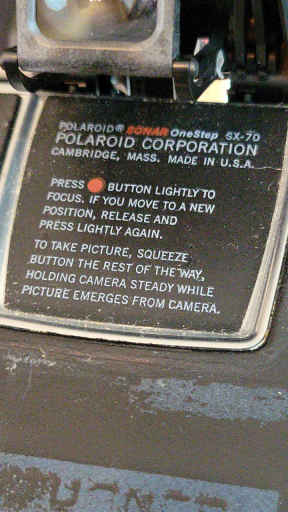 POLAROID® SONAR OneStep SX-70
POLAROID CORPORATION
CAMBRIDGE, MASS. MADE IN U.S.A.
PRESS BUTTON LIGHTLY TO
FOCUS. IF YOU MOVE TO A NEW
POSITION, RELEASE AND
PRESS LIGHTLY AGAIN.
TO TAKE PICTURE, SQUEEZE
BUTTON THE REST OF THE WAY,
HOLDING CAMERA STEADY WHILE
PICTURE EMERGES FROM CAMERA.